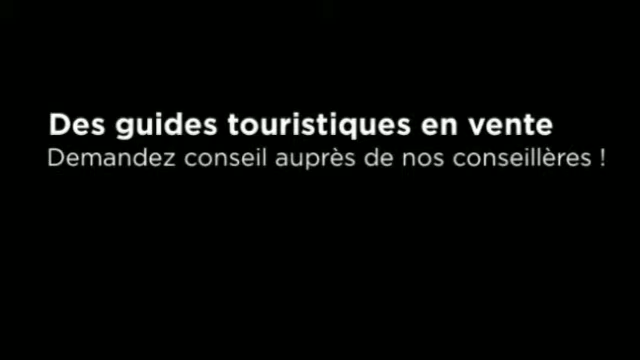 Des guides touristiques en vente
Demandez conseil auprès de nos conseillères !